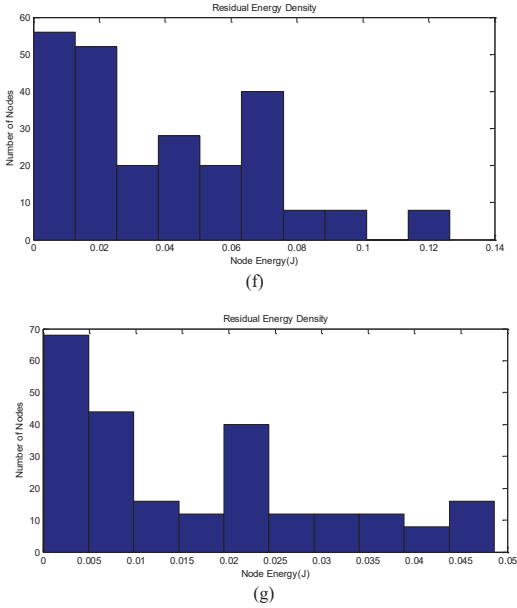 Residual Energy Density
60
50
40
30
20
10
0
Number of Nodes
0 0.02 0.04 0.06 0.08 0.1 0.12 0.14
Node Energy(J)
(f)
Residual Energy Density
70
60
50
40
30
20
10
0
Number of Nodes
0 0.005 0.01 0.015 0.02 0.025 0.03 0.035 0.04 0.045 0.05
Node Energy(J)
(g)